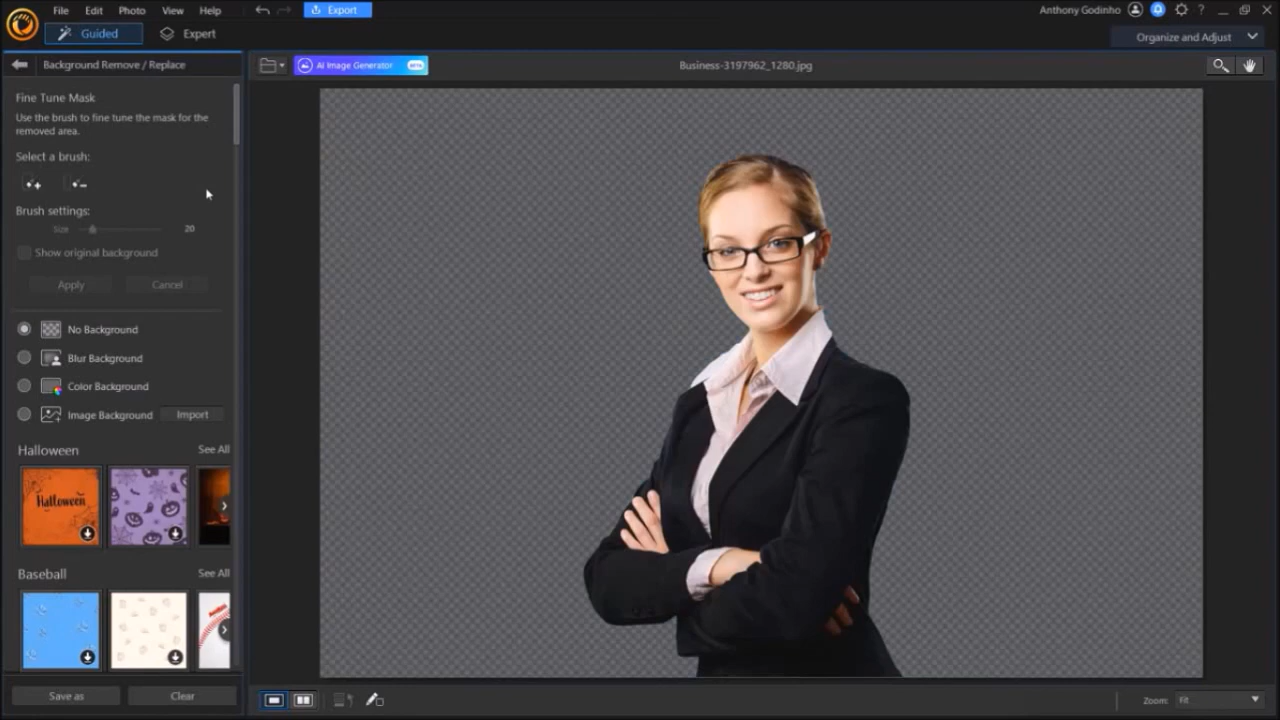 File Edit Photo View Help Export Anthony Godinho ?
Guided Expert Organize and Adjust
Background Remove / Replace AI Image Generator BETA Business-3197962_1280.jpg
Fine Tune Mask
Use the brush to fine tune the mask for the
removed area.
Select a brush:
Brush settings:
Size 20
Show original background
Apply Cancel
No Background
Blur Background
Color Background
Image Background Import
Halloween See All
Halloween
Baseball See All
Save as Clear Zoom: Fit